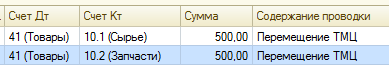 Счет Дт Счет Кт Сумма Содержание проводки
41 (Товары) 10.1 (Сырье) 500,00 Перемещение ТМЦ
41 (Товары) 10.2 (Запчасти) 500,00 Перемещение ТМЦ